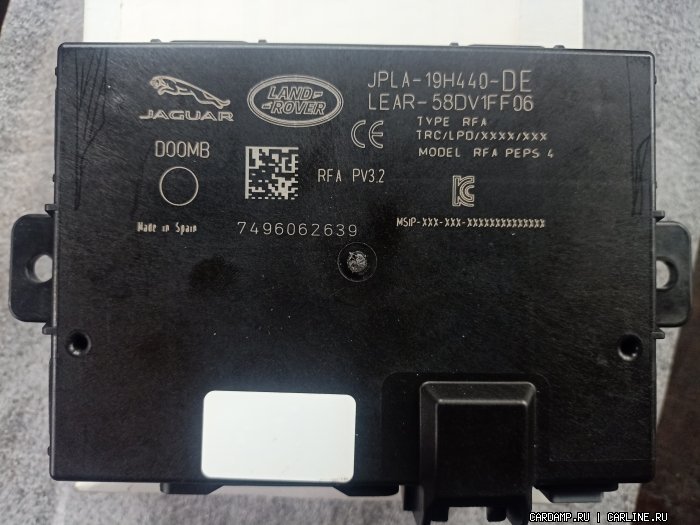 JAGUAR
LAND-
-ROVER
JPLA-19H440-DE
LEAR-58DV1FF06
TYPE RFA
TRC/LPD/XXXX/XXX
MODEL RFA PEPS 4
CE
D00MB
RFA PV3.2
MSIP-XXX-XXX-XXXXXXXXXXXXXX
Made in Spain
7496062639
CARDAMP.RU | CARLINE.RU